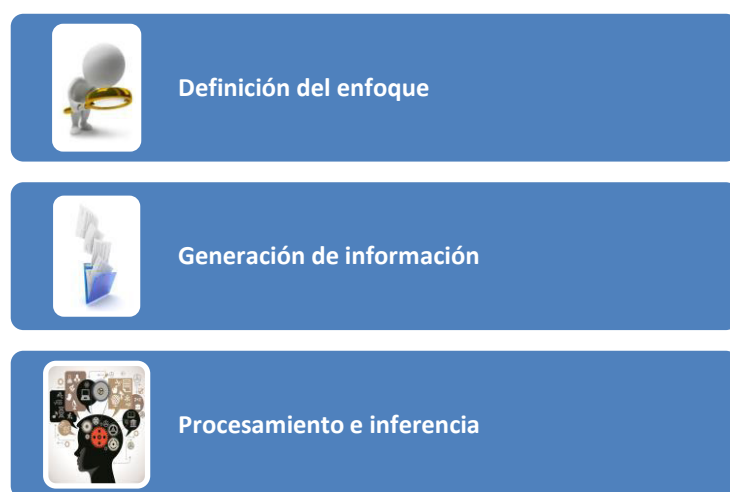 Definición del enfoque
Generación de información
Procesamiento e inferencia